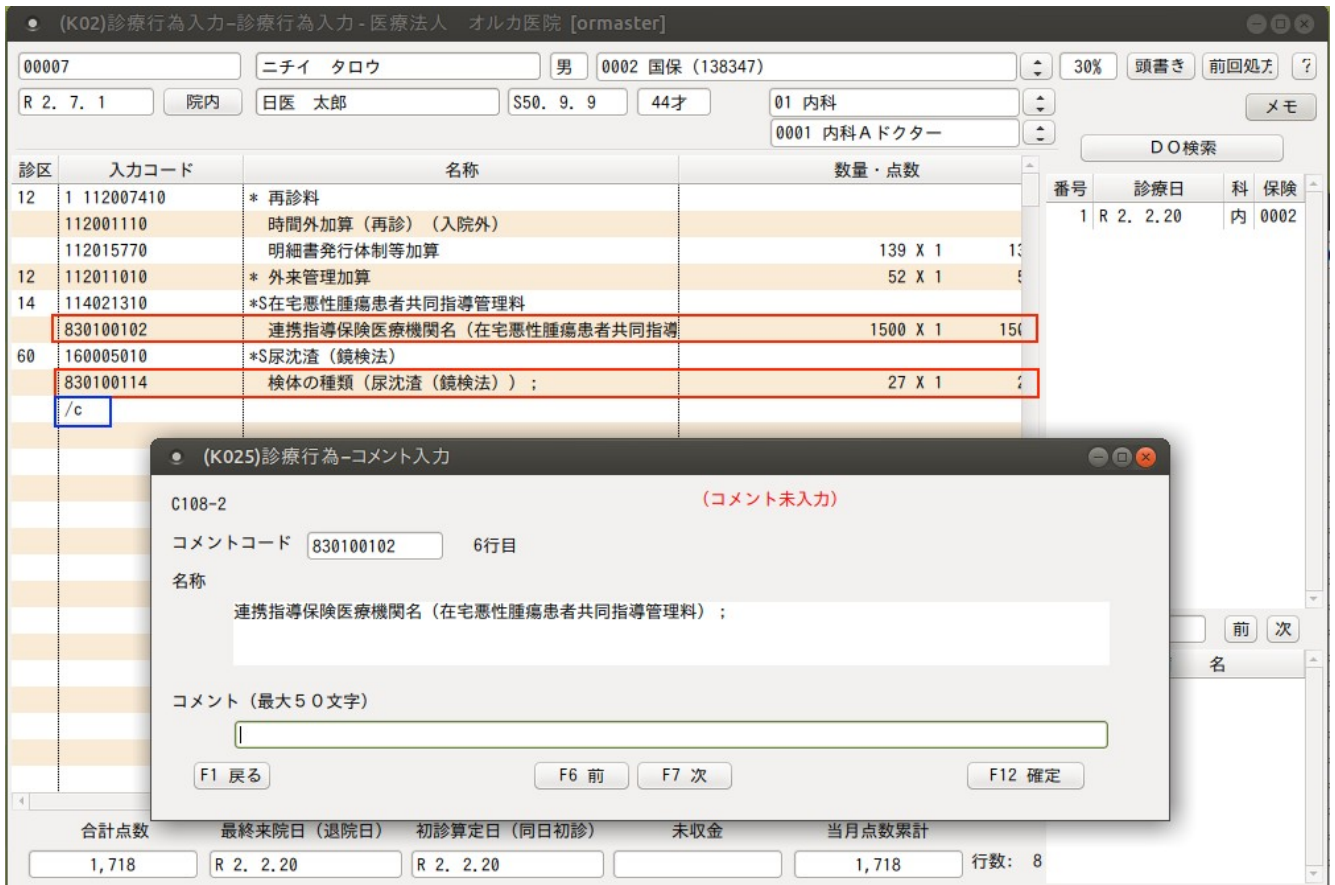 (K02)診療行為入力–診療行為入力 - 医療法人　オルカ医院 [ormaster]
00007 ニチイ　タロウ 男 0002 国保 (138347) 30% 頭書き 前回処方 ?
R 2. 7. 1 院内 日医　太郎 S50. 9. 9 44才 01 内科 メモ
0001 内科Aドクター
DO検索
診区 入力コード 名称 数量・点数
番号 診療日 科 保険
12 1 112007410 * 再診料
1 R 2. 2.20 内 0002
112001110 時間外加算（再診）（入院外）
112015770 明細書発行体制等加算 139 X 1 13
12 112011010 * 外来管理加算 52 X 1 5
14 114021310 *S在宅悪性腫瘍患者共同指導管理料
830100102 連携指導保険医療機関名（在宅悪性腫瘍患者共同指導 1500 X 1 150
60 160005010 *S尿沈渣（鏡検法）
830100114 検体の種類（尿沈渣（鏡検法））； 27 X 1 2
/c
(K025)診療行為–コメント入力
C108-2 （コメント未入力）
コメントコード 830100102 6行目
名称
連携指導保険医療機関名（在宅悪性腫瘍患者共同指導管理料）；
前 次
名
コメント（最大５０文字）
F1 戻る F6 前 F7 次 F12 確定
合計点数 最終来院日（退院日） 初診算定日（同日初診） 未収金 当月点数累計
1,718 R 2. 2.20 R 2. 2.20 1,718 行数: 8